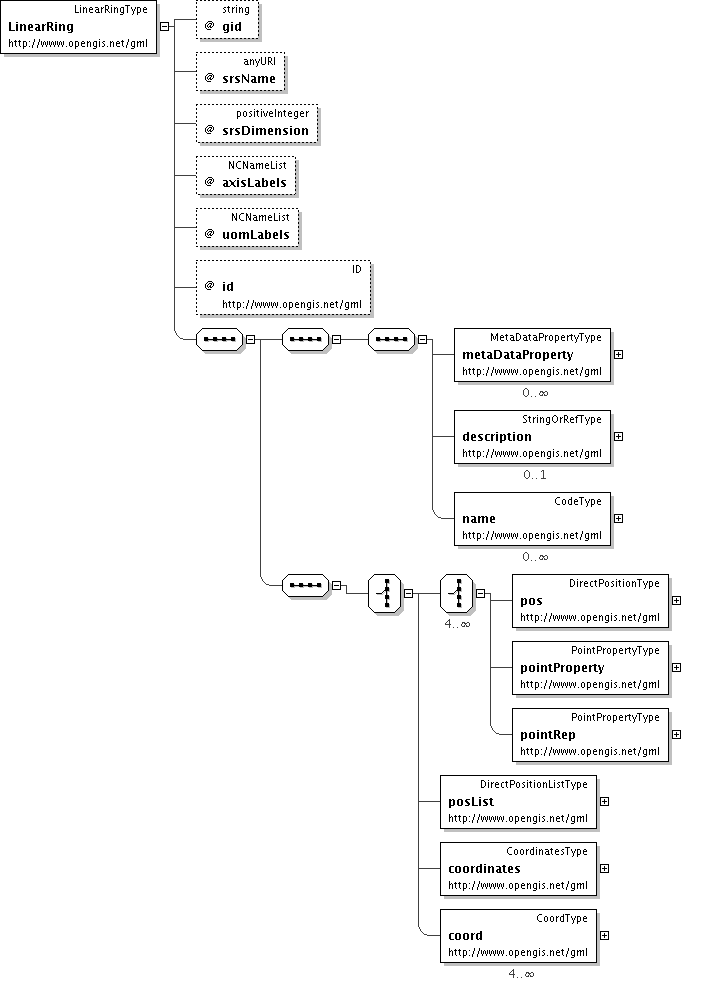 LinearRingType
LinearRing
http://www.opengis.net/gml
string
@ gid
anyURI
@ srsName
positiveInteger
@ srsDimension
NCNameList
@ axisLabels
NCNameList
@ uomLabels
ID
@ id
http://www.opengis.net/gml
MetaDataPropertyType
metaDataProperty
http://www.opengis.net/gml
0..∞
StringOrRefType
description
http://www.opengis.net/gml
0..1
CodeType
name
http://www.opengis.net/gml
0..∞
DirectPositionType
pos
http://www.opengis.net/gml
4..∞
PointPropertyType
pointProperty
http://www.opengis.net/gml
PointPropertyType
pointRep
http://www.opengis.net/gml
DirectPositionListType
posList
http://www.opengis.net/gml
CoordinatesType
coordinates
http://www.opengis.net/gml
CoordType
coord
http://www.opengis.net/gml
4..∞